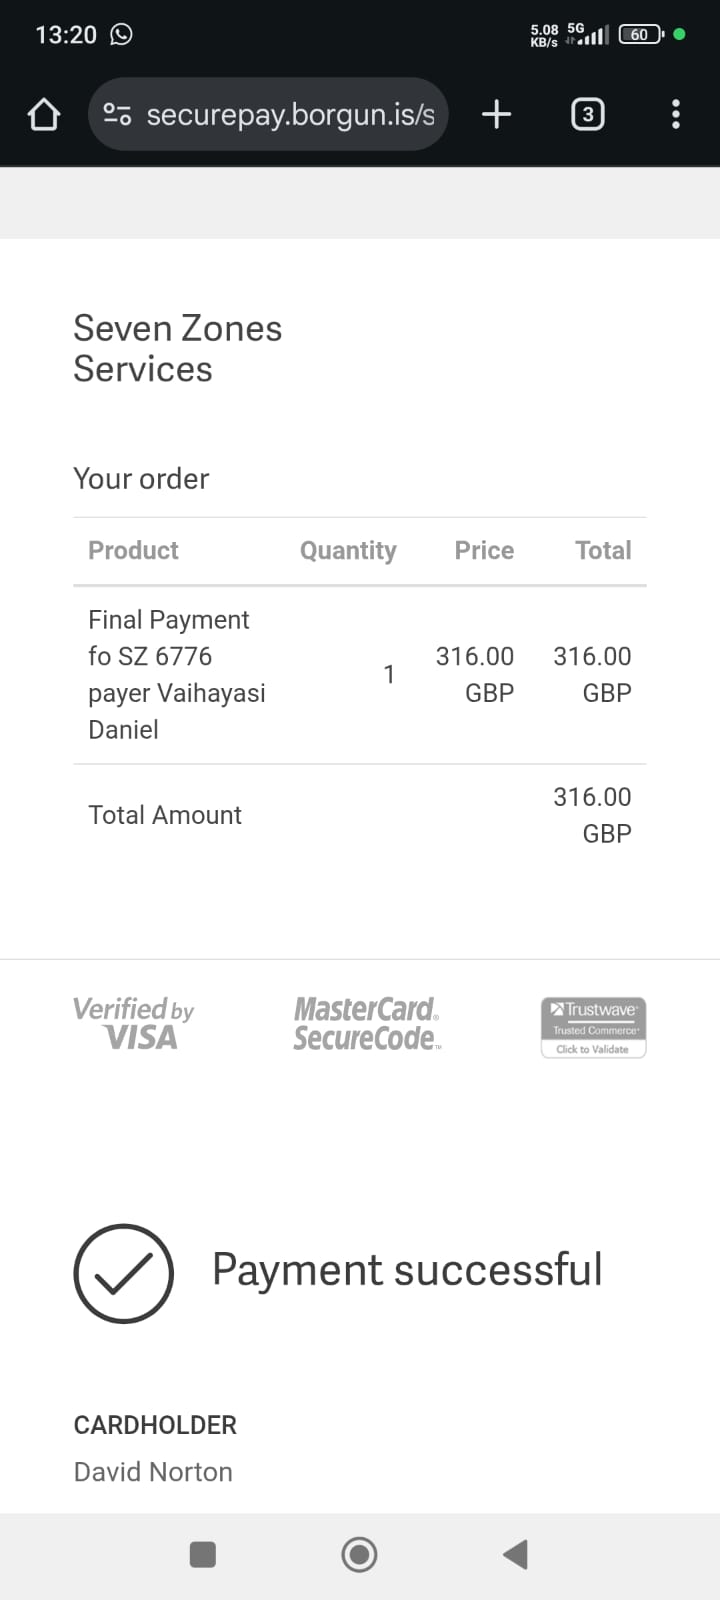 13:20
5.08 5G
KB/s
60
securepay.borgun.is/s
3
Seven Zones
Services
Your order
Product Quantity Price Total
Final Payment
fo SZ 6776
payer Vaihayasi
Daniel
1
316.00
GBP
316.00
GBP
Total Amount
316.00
GBP
Verified by
VISA
MasterCard®
SecureCode™
Trustwave®
Trusted Commerce®
Click to Validate
Payment successful
CARDHOLDER
David Norton